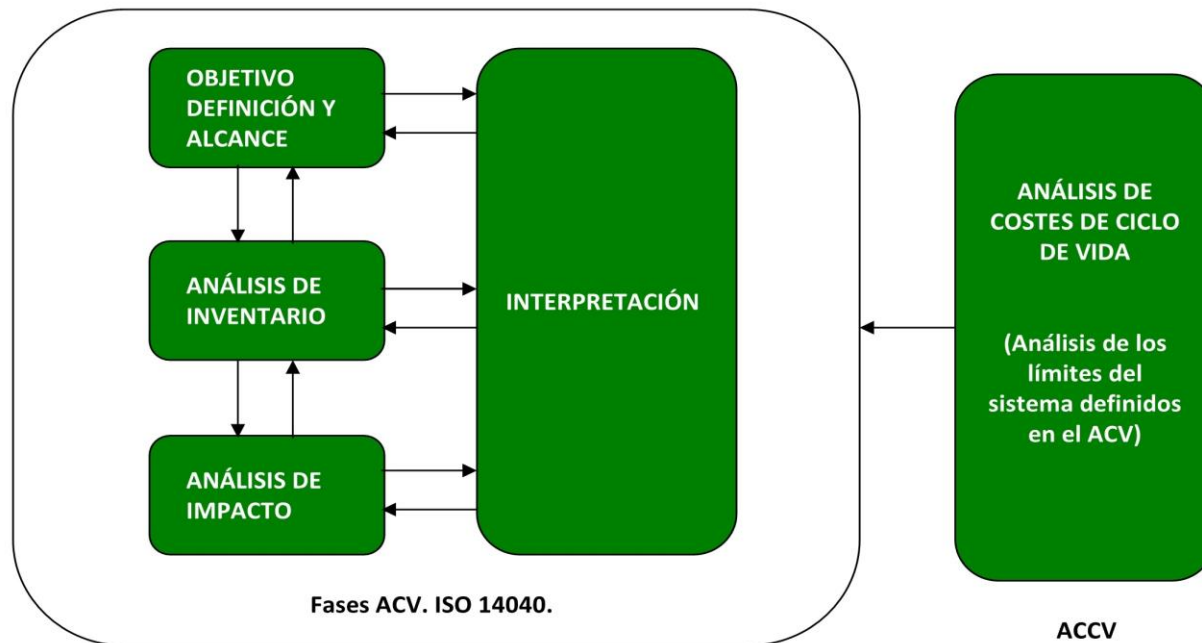 OBJETIVO
DEFINICIÓN Y
ALCANCE
ANÁLISIS DE
INVENTARIO
ANÁLISIS DE
IMPACTO
INTERPRETACIÓN
Fases ACV. ISO 14040.
ANÁLISIS DE
COSTES DE CICLO
DE VIDA
(Análisis de los
límites del
sistema definidos
en el ACV)
ACCV